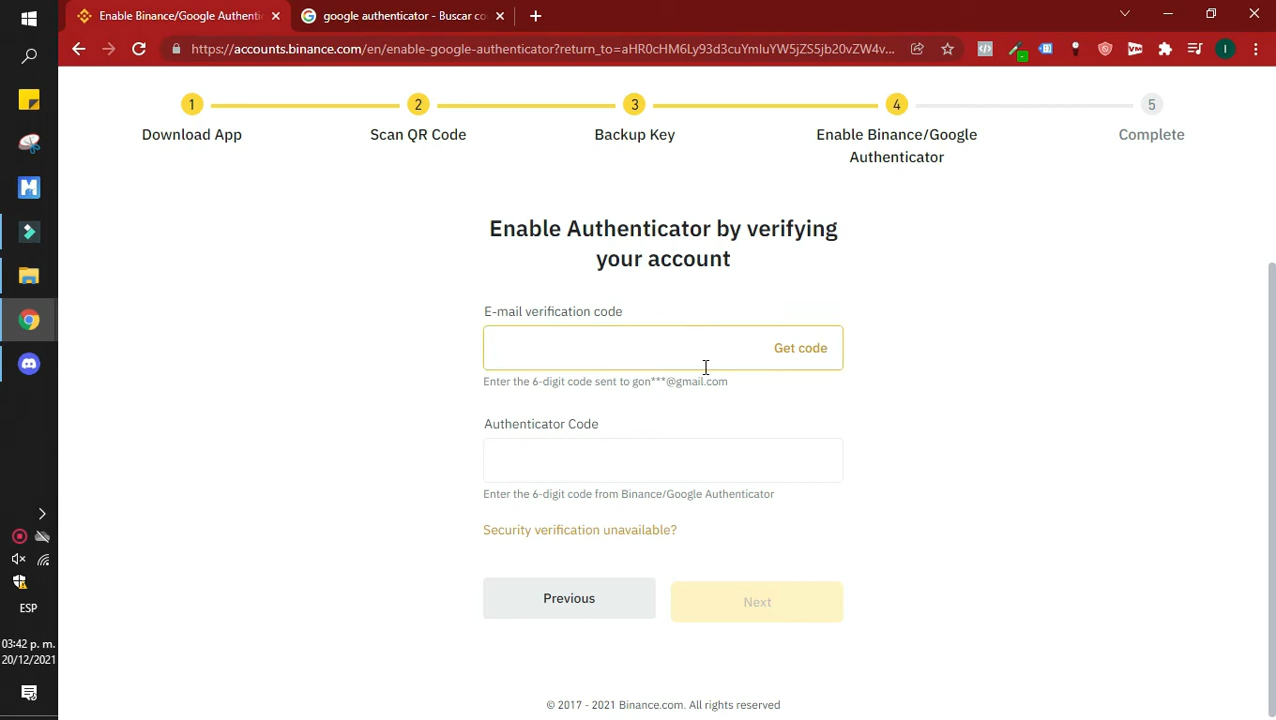 Enable Binance/Google Authentic
google authenticator - Buscar con
https://accounts.binance.com/en/enable-google-authenticator?return_to=aHR0cHM6Ly93d3cuYmluYW5jZS5jb20vZW4v...
1
2
3
4
5
Download App
Scan QR Code
Backup Key
Enable Binance/Google
Authenticator
Complete
Enable Authenticator by verifying
your account
E-mail verification code
Get code
Enter the 6-digit code sent to gon***@gmail.com
Authenticator Code
Enter the 6-digit code from Binance/Google Authenticator
Security verification unavailable?
Previous
Next
© 2017 - 2021 Binance.com. All rights reserved
ESP
03:42 p. m.
20/12/2021
VM
I